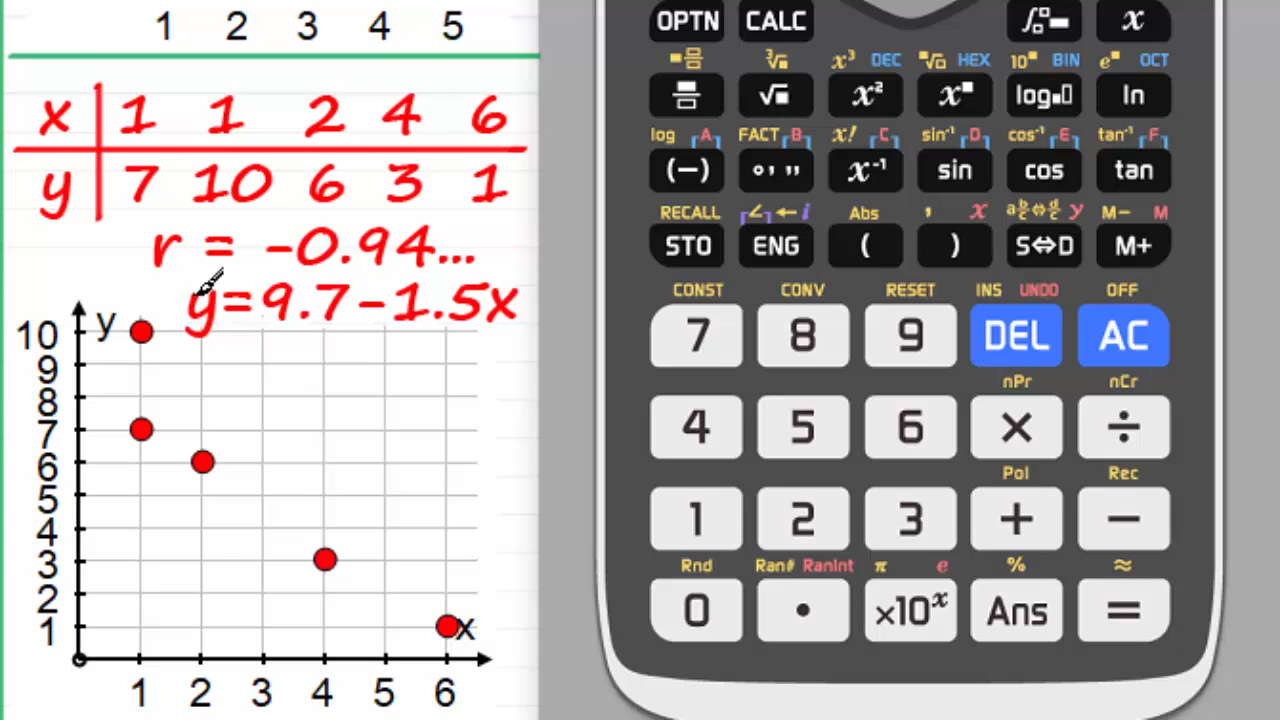 1 2 3 4 5
x 1 1 2 4 6
y 7 10 6 3 1
r = -0.94...
y=9.7-1.5x
y
10
9
8
7
6
5
4
3
2
1
x
1 2 3 4 5 6
OPTN CALC ∫ x
■ ∛ x³ DEC ■√ HEX 10■ BIN e■ OCT
√■ x² x■ log■ ln
log A FACT B x! C sin⁻¹ D cos⁻¹ E tan⁻¹ F
(−) °’ ” x⁻¹ sin cos tan
RECALL ∠ ← i Abs , x a b/c⇔d/c y M− M
STO ENG ( ) S⇔D M+
CONST CONV RESET INS UNDO OFF
7 8 9 DEL AC
nPr nCr
4 5 6 × ÷
Pol Rec
1 2 3 + −
Rnd Ran# RanInt π e % ≈
0 • ×10ˣ Ans =